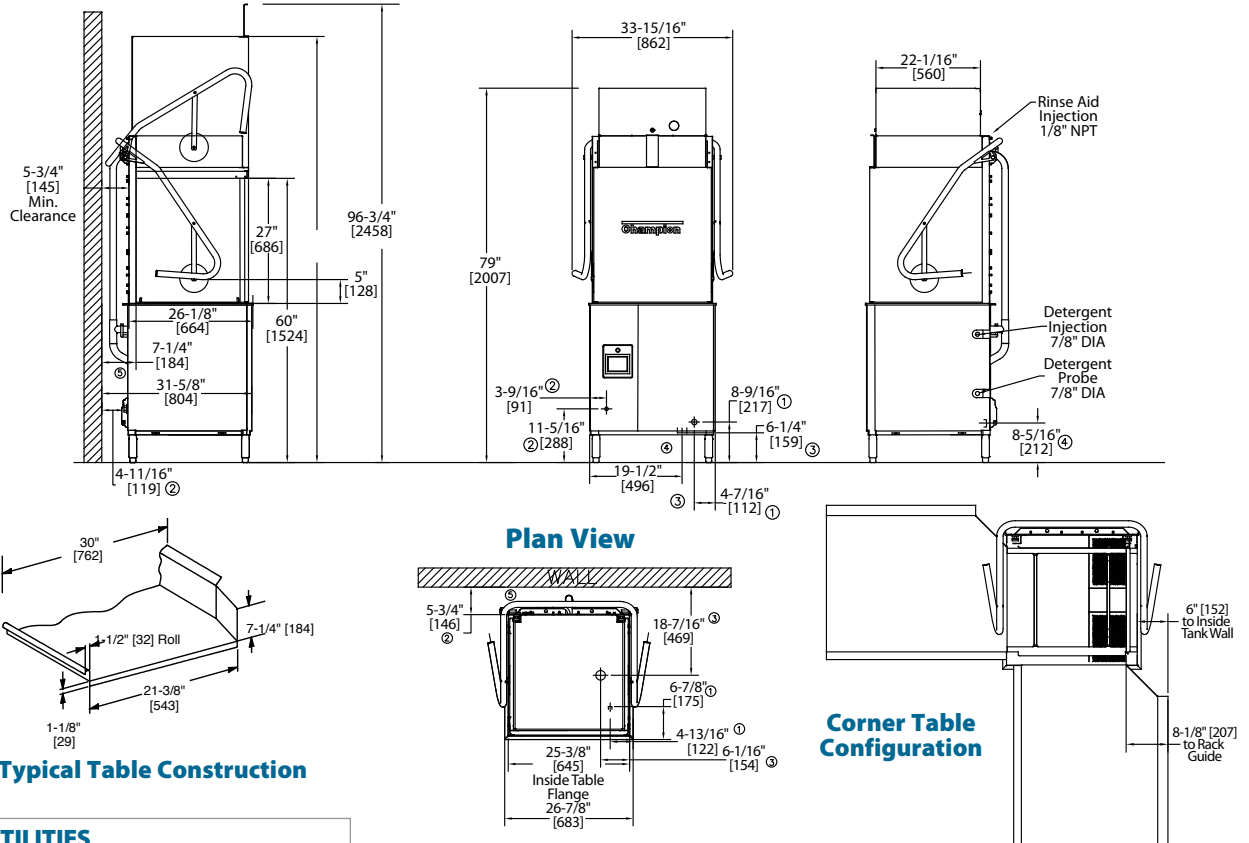 33-15/16"
[862]
22-1/16"
[560]
Rinse Aid
Injection
1/8" NPT
5-3/4"
[145]
Min.
Clearance
96-3/4"
[2458]
27"
[686]
5"
[128]
79"
[2007]
Champion
26-1/8"
[664]
60"
[1524]
7-1/4"
[184]
⑤
31-5/8"
[804]
Detergent
Injection
7/8" DIA
Detergent
Probe
7/8" DIA
3-9/16" ②
[91]
8-9/16"
[217] ①
11-5/16"
② [288]
④
6-1/4"
[159] ③
8-5/16"
[212] ④
4-11/16"
[119] ②
19-1/2"
[496]
③
4-7/16"
[112] ①
30"
[762]
1-1/2" [32] Roll
7-1/4" [184]
21-3/8"
[543]
1-1/8"
[29]
Typical Table Construction
Plan View
WALL
⑤
5-3/4"
[146]
②
18-7/16" ③
[469]
6-7/8" ①
[175]
4-13/16" ①
[122]
6-1/16"
[154] ③
25-3/8"
[645]
Inside Table
Flange
26-7/8"
[683]
6" [152]
to Inside
Tank Wall
Corner Table
Configuration
8-1/8" [207]
to Rack
Guide
TILITIES